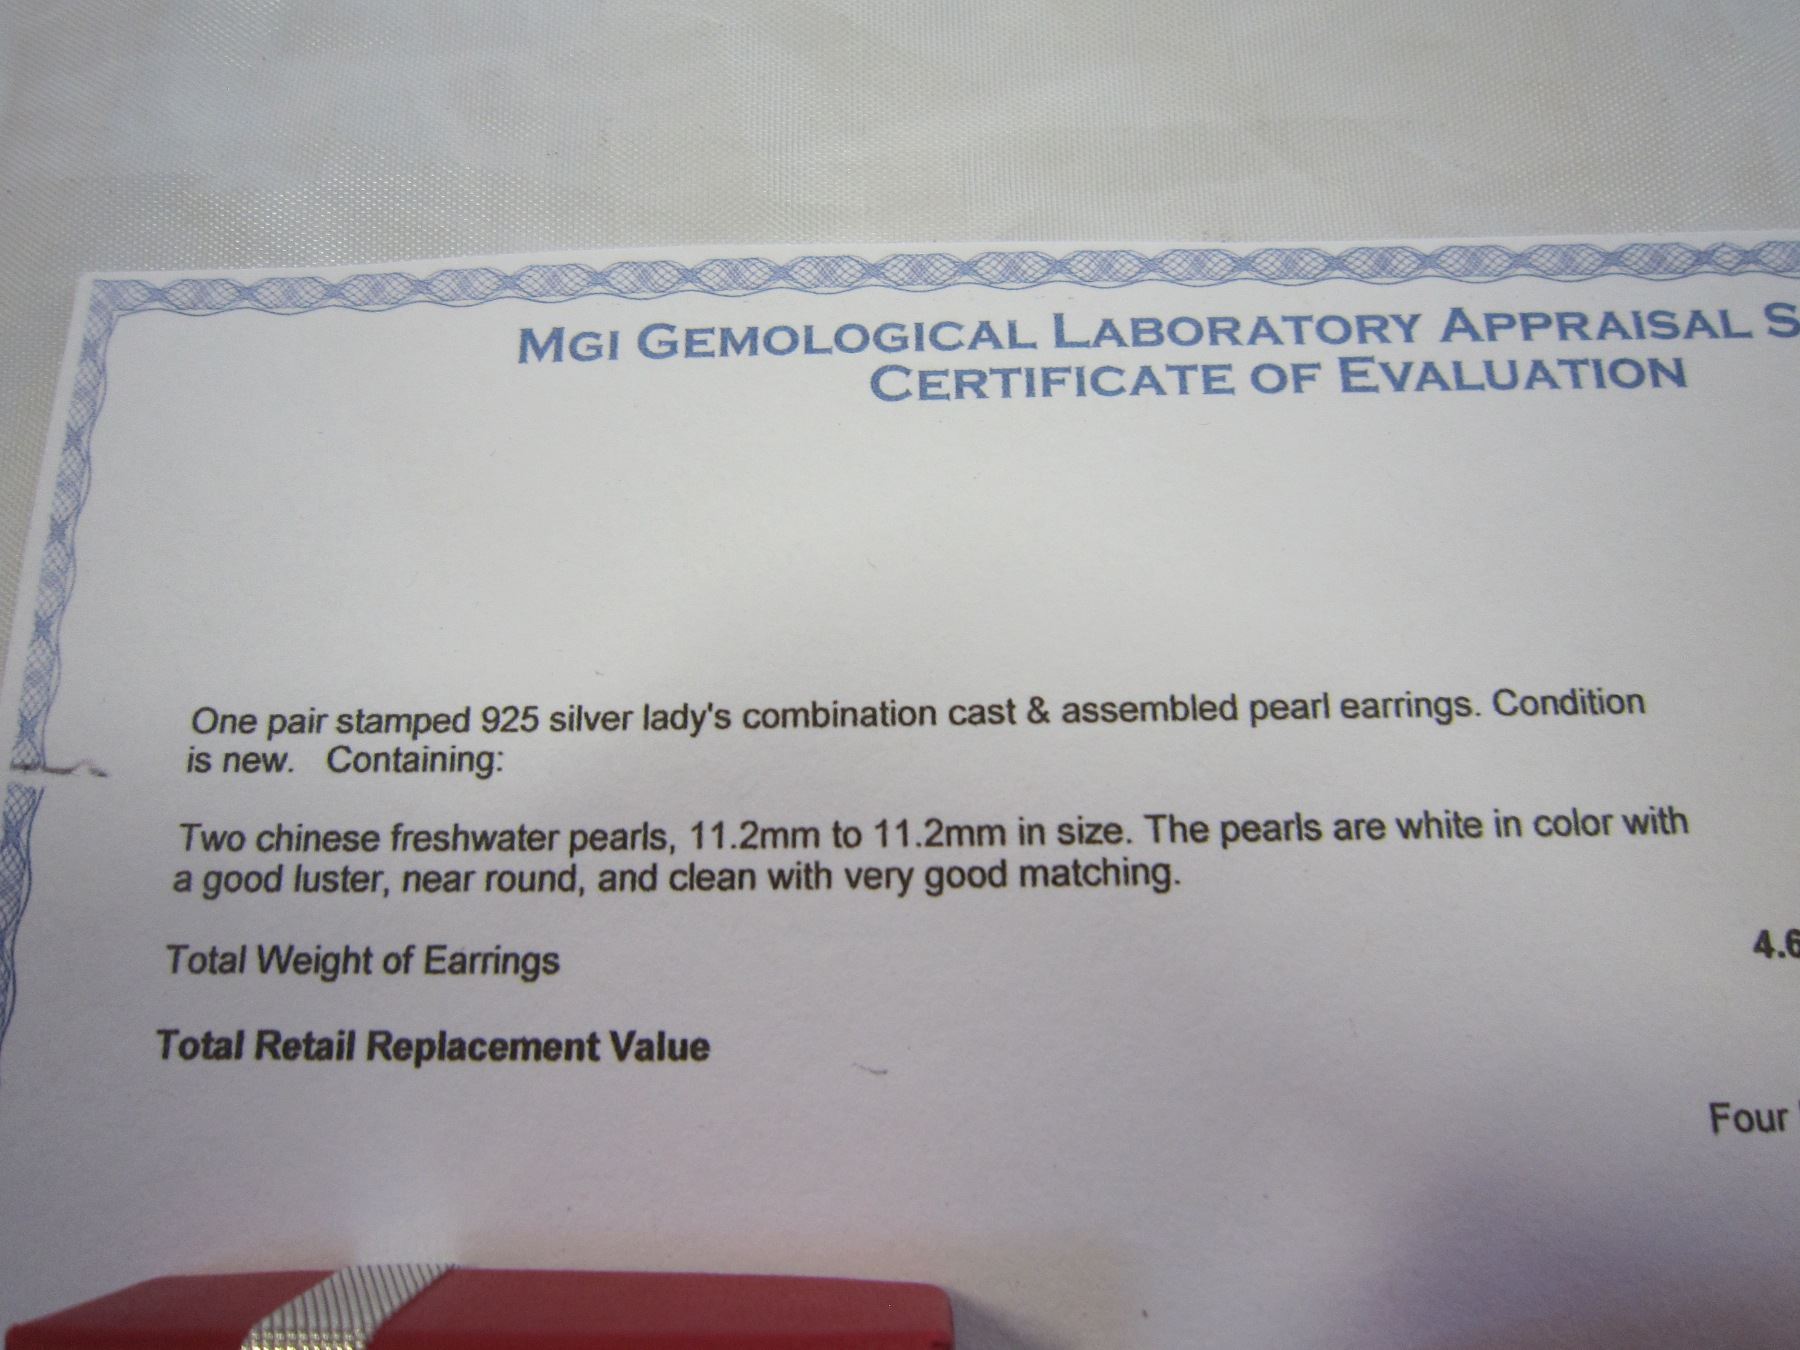 MGI GEMOLOGICAL LABORATORY APPRAISAL S
CERTIFICATE OF EVALUATION
One pair stamped 925 silver lady's combination cast & assembled pearl earrings. Condition
is new. Containing:
Two chinese freshwater pearls, 11.2mm to 11.2mm in size. The pearls are white in color with
a good luster, near round, and clean with very good matching.
Total Weight of Earrings 4.6
Total Retail Replacement Value
Four